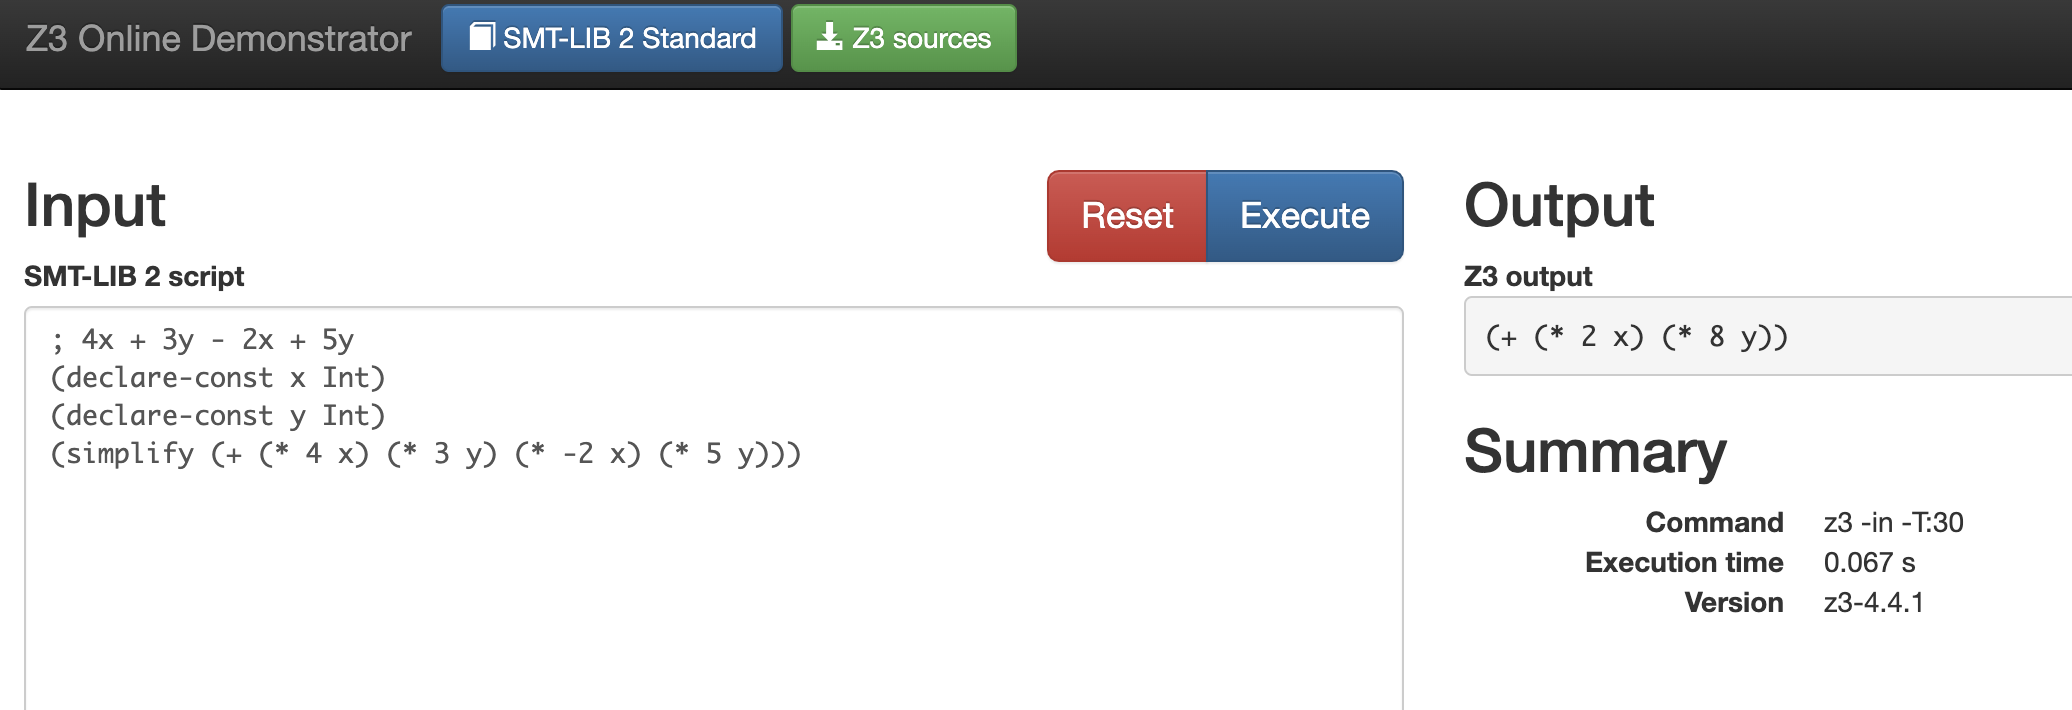 Z3 Online Demonstrator SMT-LIB 2 Standard Z3 sources
Input
Reset Execute
SMT-LIB 2 script
; 4x + 3y - 2x + 5y
(declare-const x Int)
(declare-const y Int)
(simplify (+ (* 4 x) (* 3 y) (* -2 x) (* 5 y)))
Output
Z3 output
(+ (* 2 x) (* 8 y))
Summary
Command z3 -in -T:30
Execution time 0.067 s
Version z3-4.4.1